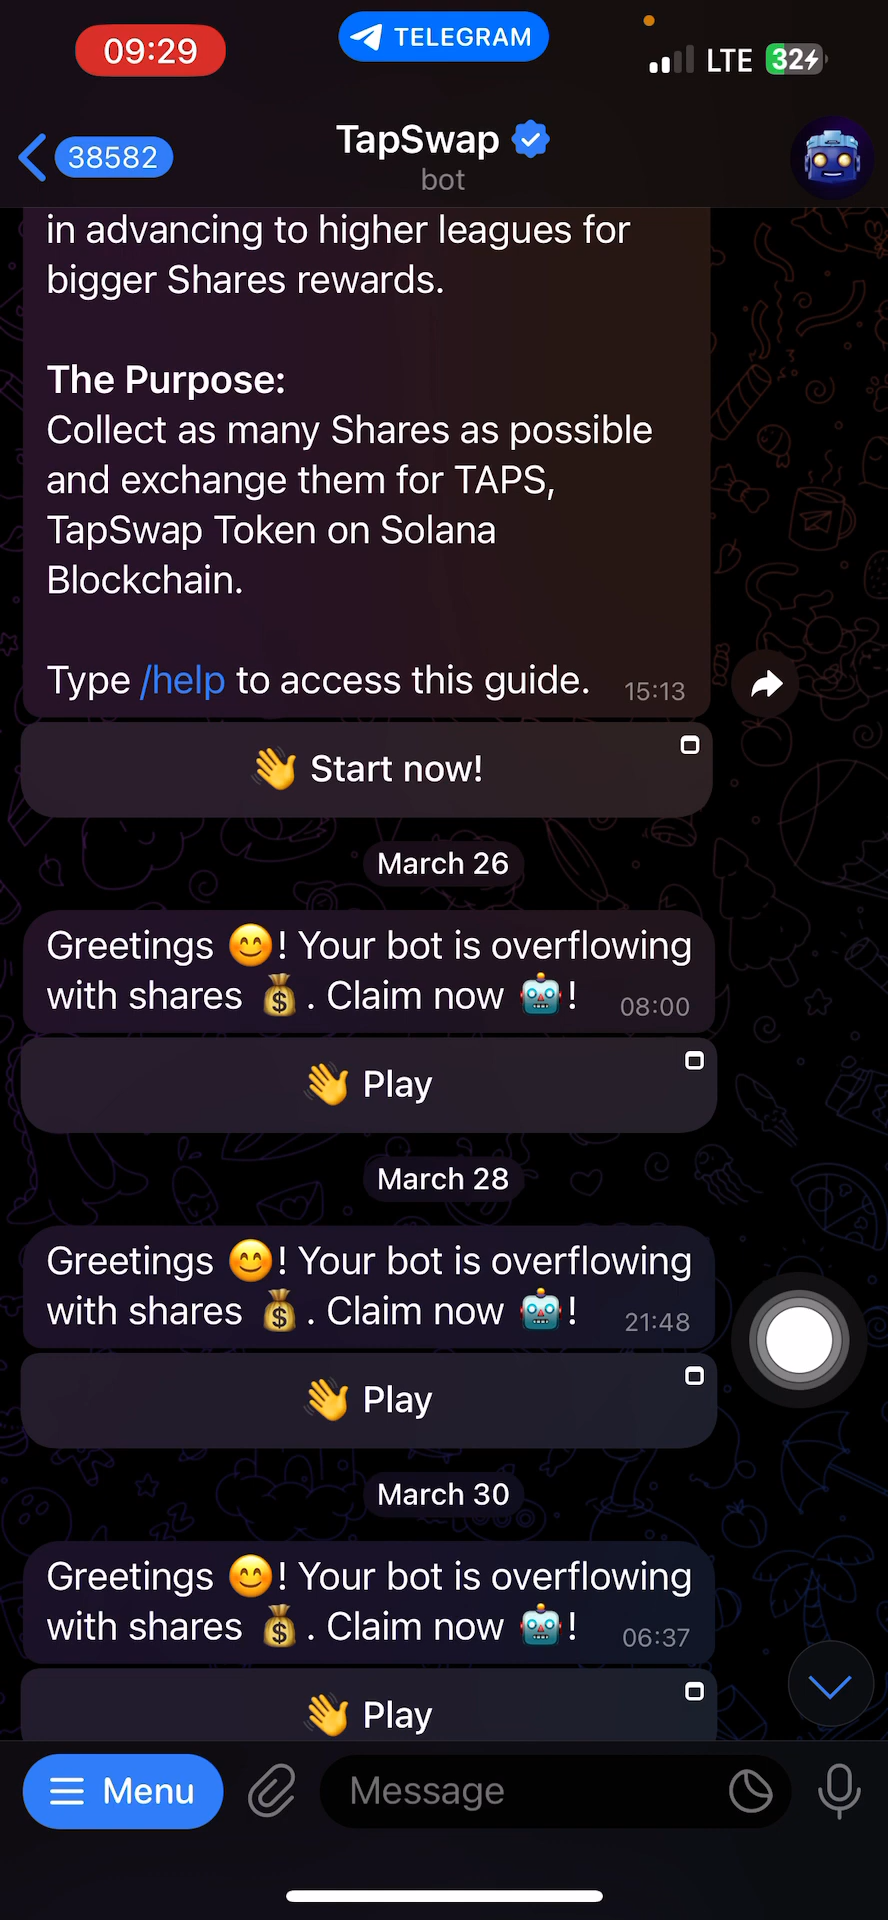 09:29
TELEGRAM
LTE
32
38582
TapSwap
bot
in advancing to higher leagues for
bigger Shares rewards.
The Purpose:
Collect as many Shares as possible
and exchange them for TAPS,
TapSwap Token on Solana
Blockchain.
Type /help to access this guide. 15:13
👋 Start now!
March 26
Greetings 😊! Your bot is overflowing
with shares 💰. Claim now 🤖! 08:00
👋 Play
March 28
Greetings 😊! Your bot is overflowing
with shares 💰. Claim now 🤖! 21:48
👋 Play
March 30
Greetings 😊! Your bot is overflowing
with shares 💰. Claim now 🤖! 06:37
👋 Play
Menu
Message